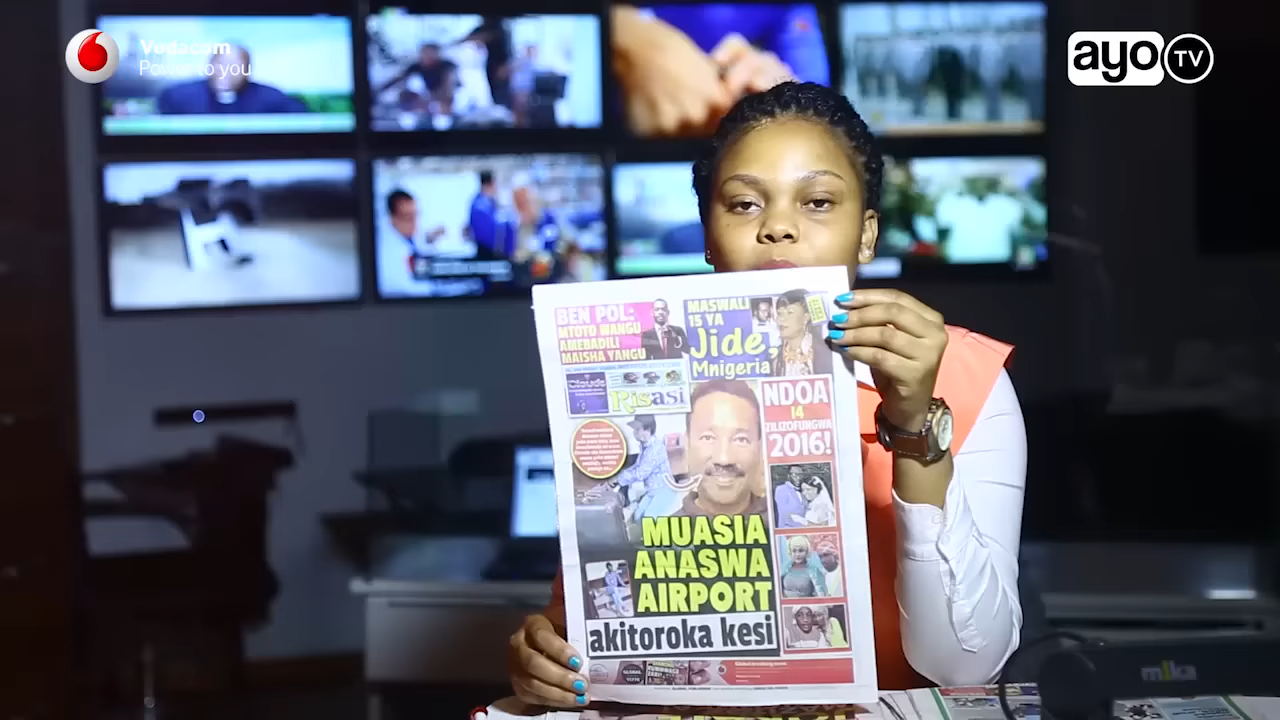 Vodacom
Power to you
ayo TV
BEN POL:
MTOTO WANGU
AMEBADILI
MAISHA YANGU
MASWALI
15 YA
Jide,
Mnigeria
Clouds
Risasi
NDOA
14
ZILIZOFUNGWA
2016!
MUASIA
ANASWA
AIRPORT
akitoroka kesi
mika